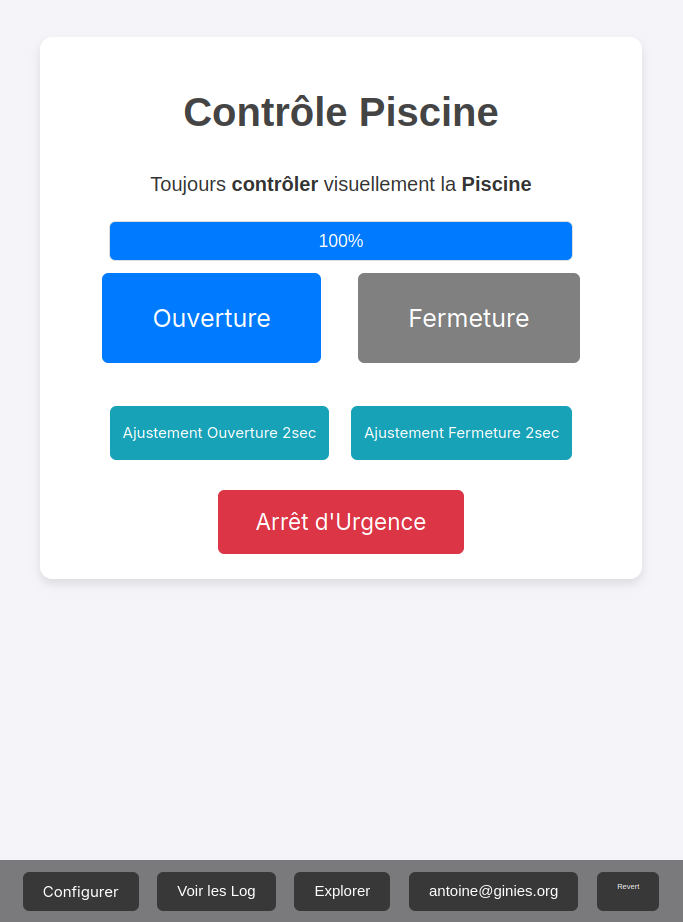 Contrôle Piscine
Toujours contrôler visuellement la Piscine
100%
Ouverture
Fermeture
Ajustement Ouverture 2sec
Ajustement Fermeture 2sec
Arrêt d'Urgence
Configurer
Voir les Log
Explorer
antoine@ginies.org
Revert